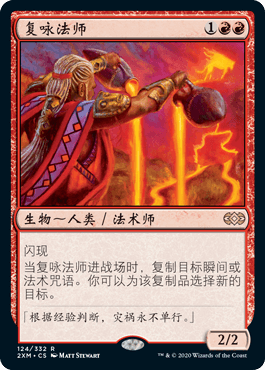 复咏法师 1
生物~人类 / 法术师
闪现
当复咏法师进战场时，复制目标瞬间或
法术咒语。你可以为该复制品选择新的
目标。
「根据经验判断，灾祸永不单行。」
2/2
124/332 R
2XM • CS MATT STEWART
™ & © 2020 Wizards of the Coast